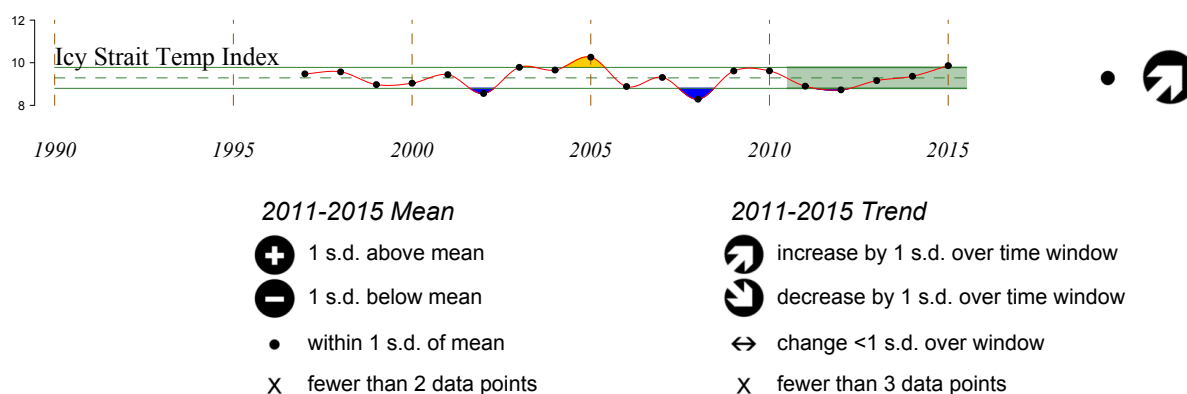 12
10
8
Icy Strait Temp Index
1990 1995 2000 2005 2010 2015
2011-2015 Mean
1 s.d. above mean
1 s.d. below mean
within 1 s.d. of mean
X fewer than 2 data points
2011-2015 Trend
increase by 1 s.d. over time window
decrease by 1 s.d. over time window
change <1 s.d. over window
X fewer than 3 data points